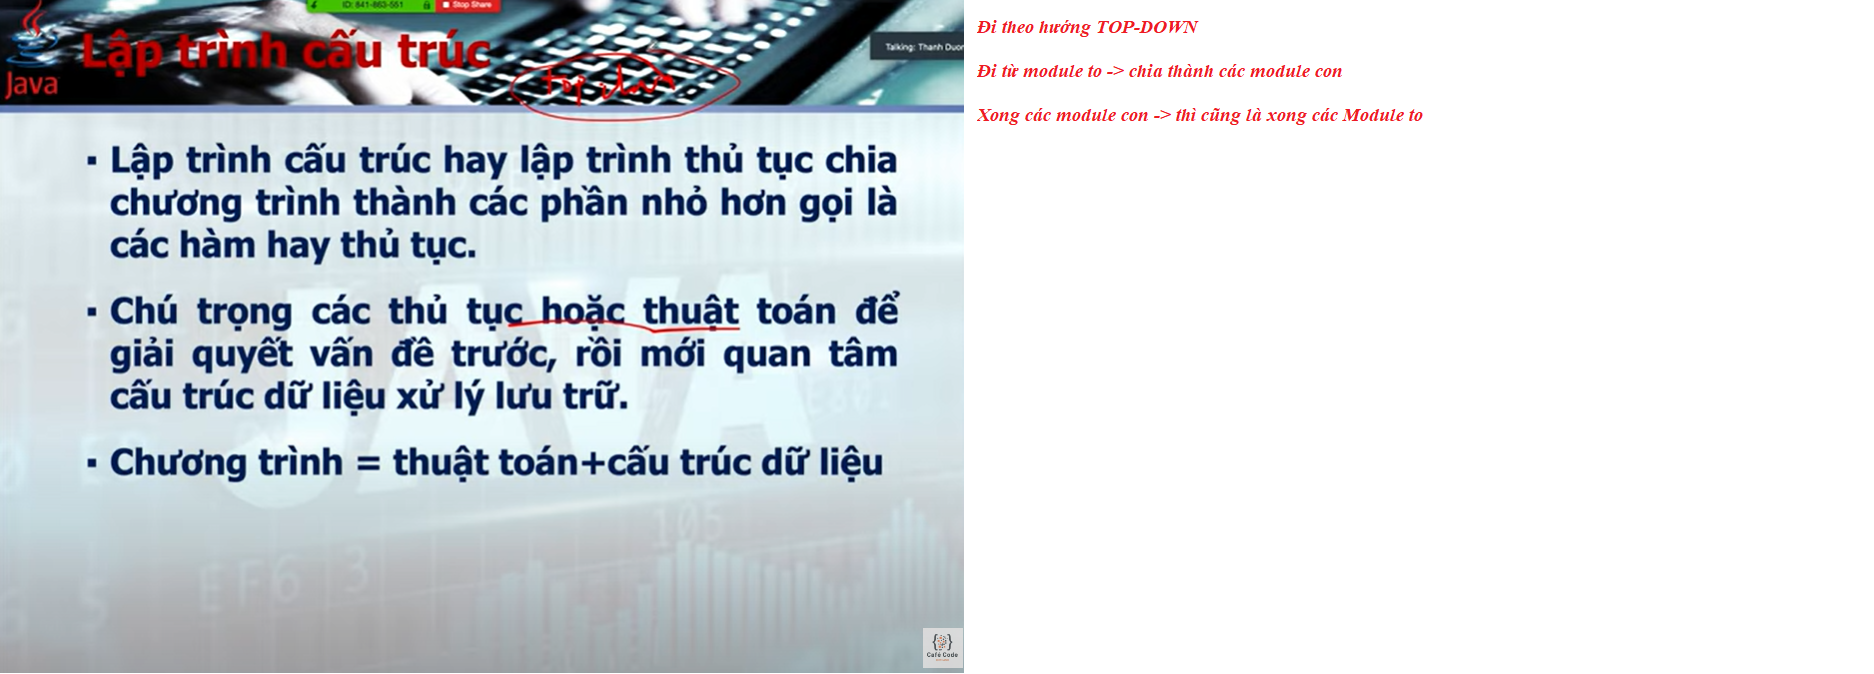 ID: 841-863-551
Stop Share
Talking: Thanh Duon
Java
Lập trình cấu trúc
top down
▪ Lập trình cấu trúc hay lập trình thủ tục chia
chương trình thành các phần nhỏ hơn gọi là
các hàm hay thủ tục.
▪ Chú trọng các thủ tục hoặc thuật toán để
giải quyết vấn đề trước, rồi mới quan tâm
cấu trúc dữ liệu xử lý lưu trữ.
▪ Chương trình = thuật toán+cấu trúc dữ liệu
JAVA
105
EF6 3
Café Code
Đi theo hướng TOP-DOWN
Đi từ module to -> chia thành các module con
Xong các module con -> thì cũng là xong các Module to